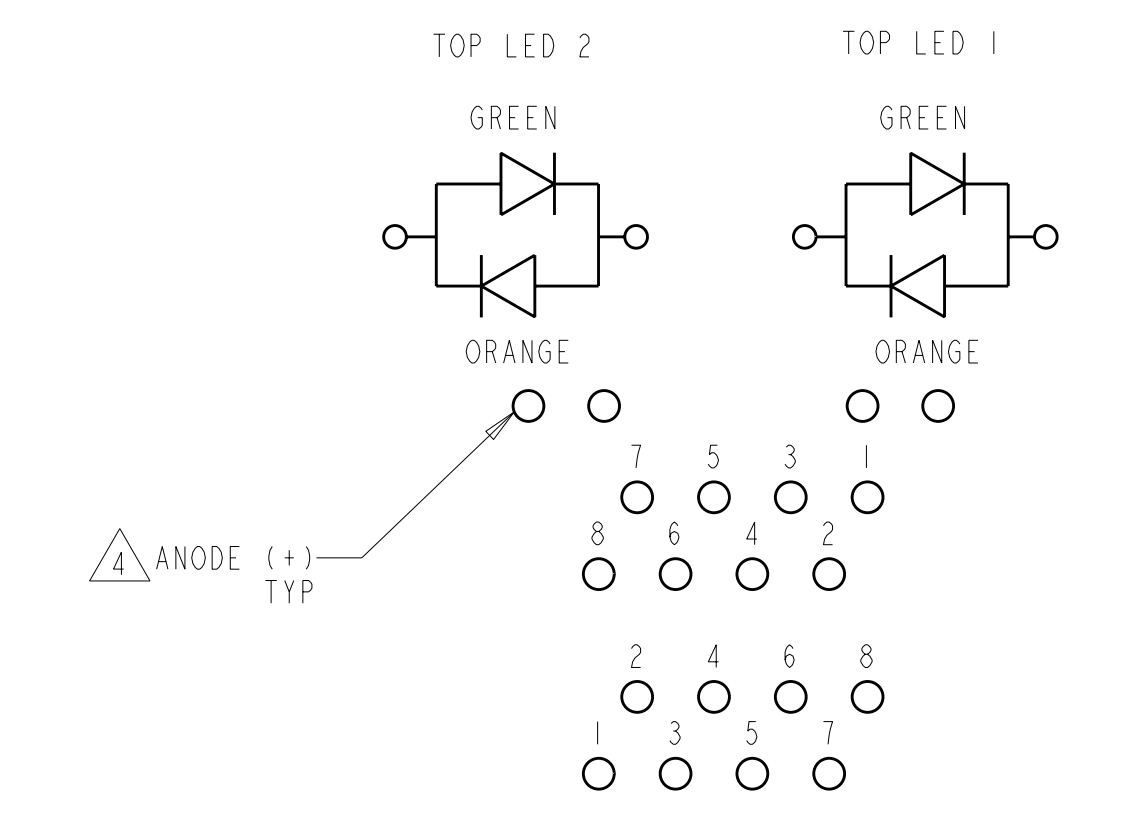 TOP LED 2
TOP LED 1
GREEN
GREEN
ORANGE
ORANGE
7 5 3 1
8 6 4 2
4 ANODE (+)
TYP
2 4 6 8
1 3 5 7